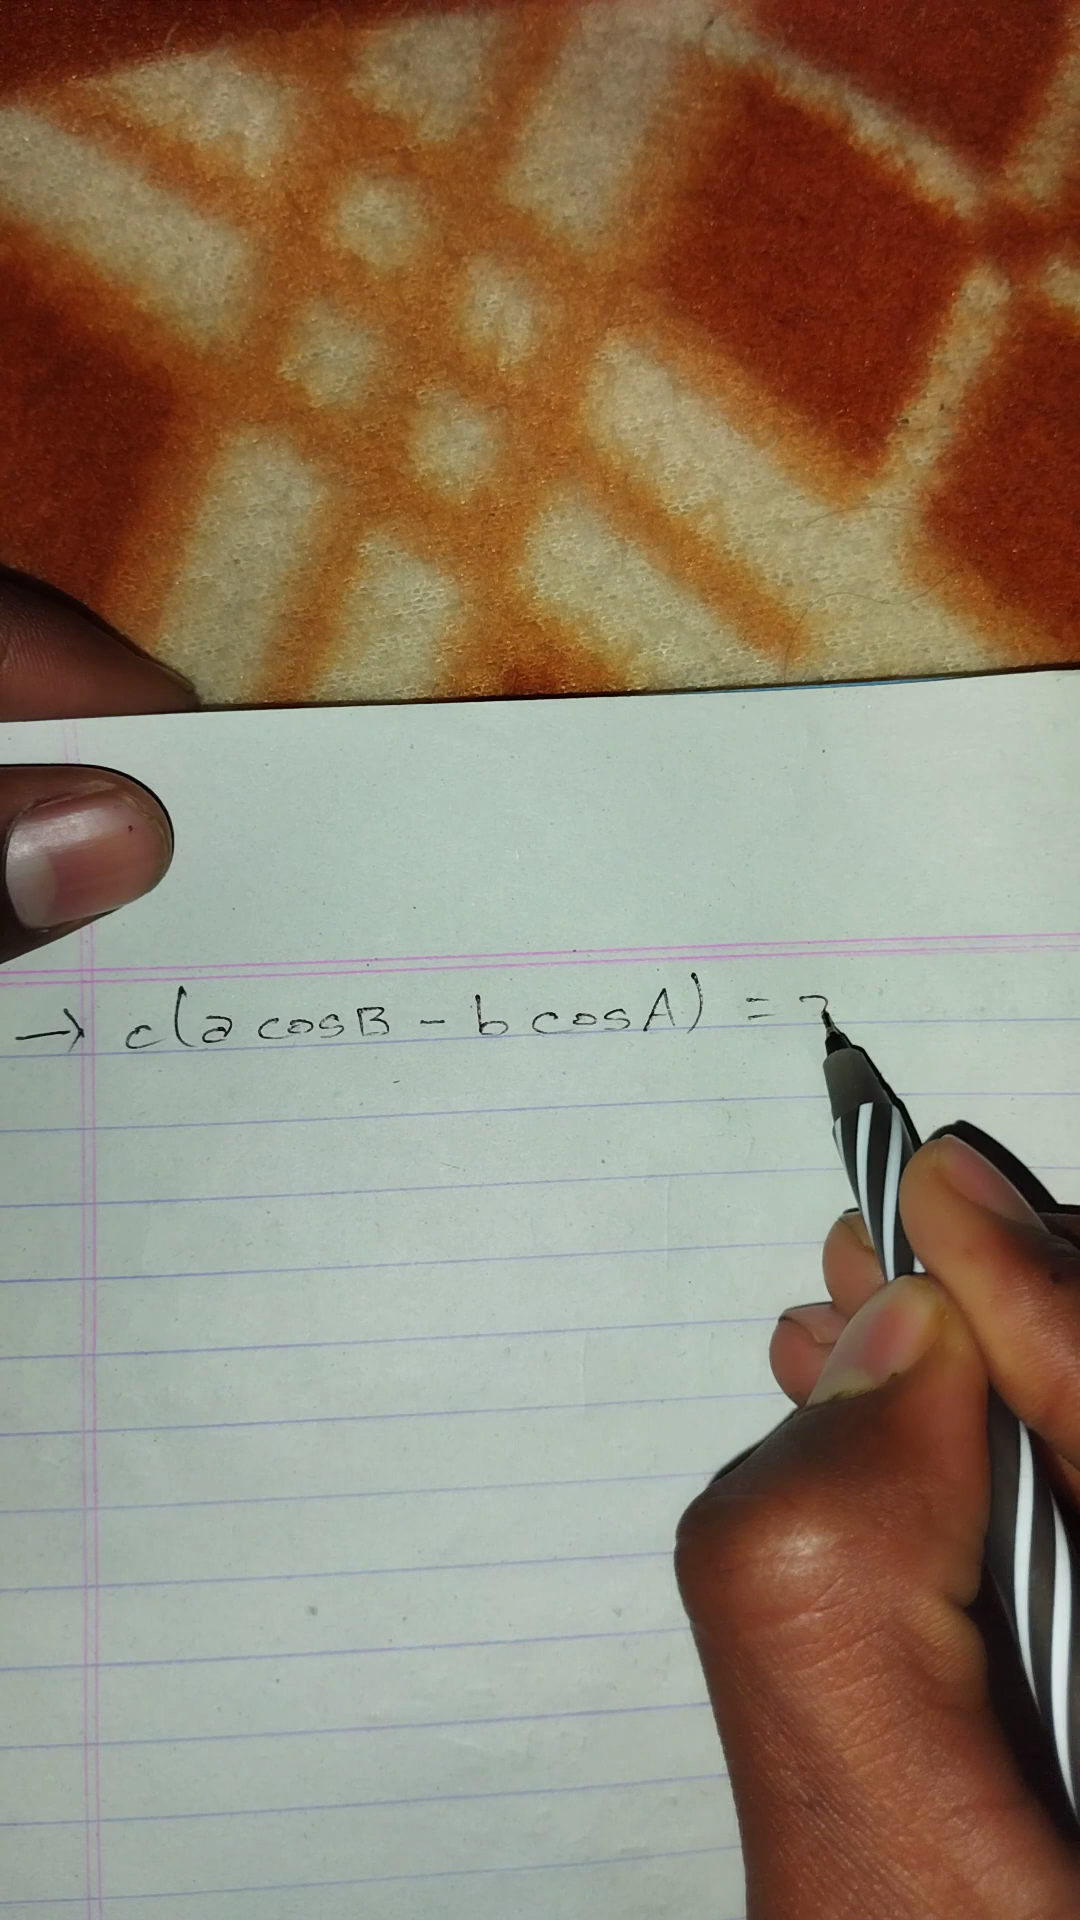 → c(a cosB - b cosA) = ?